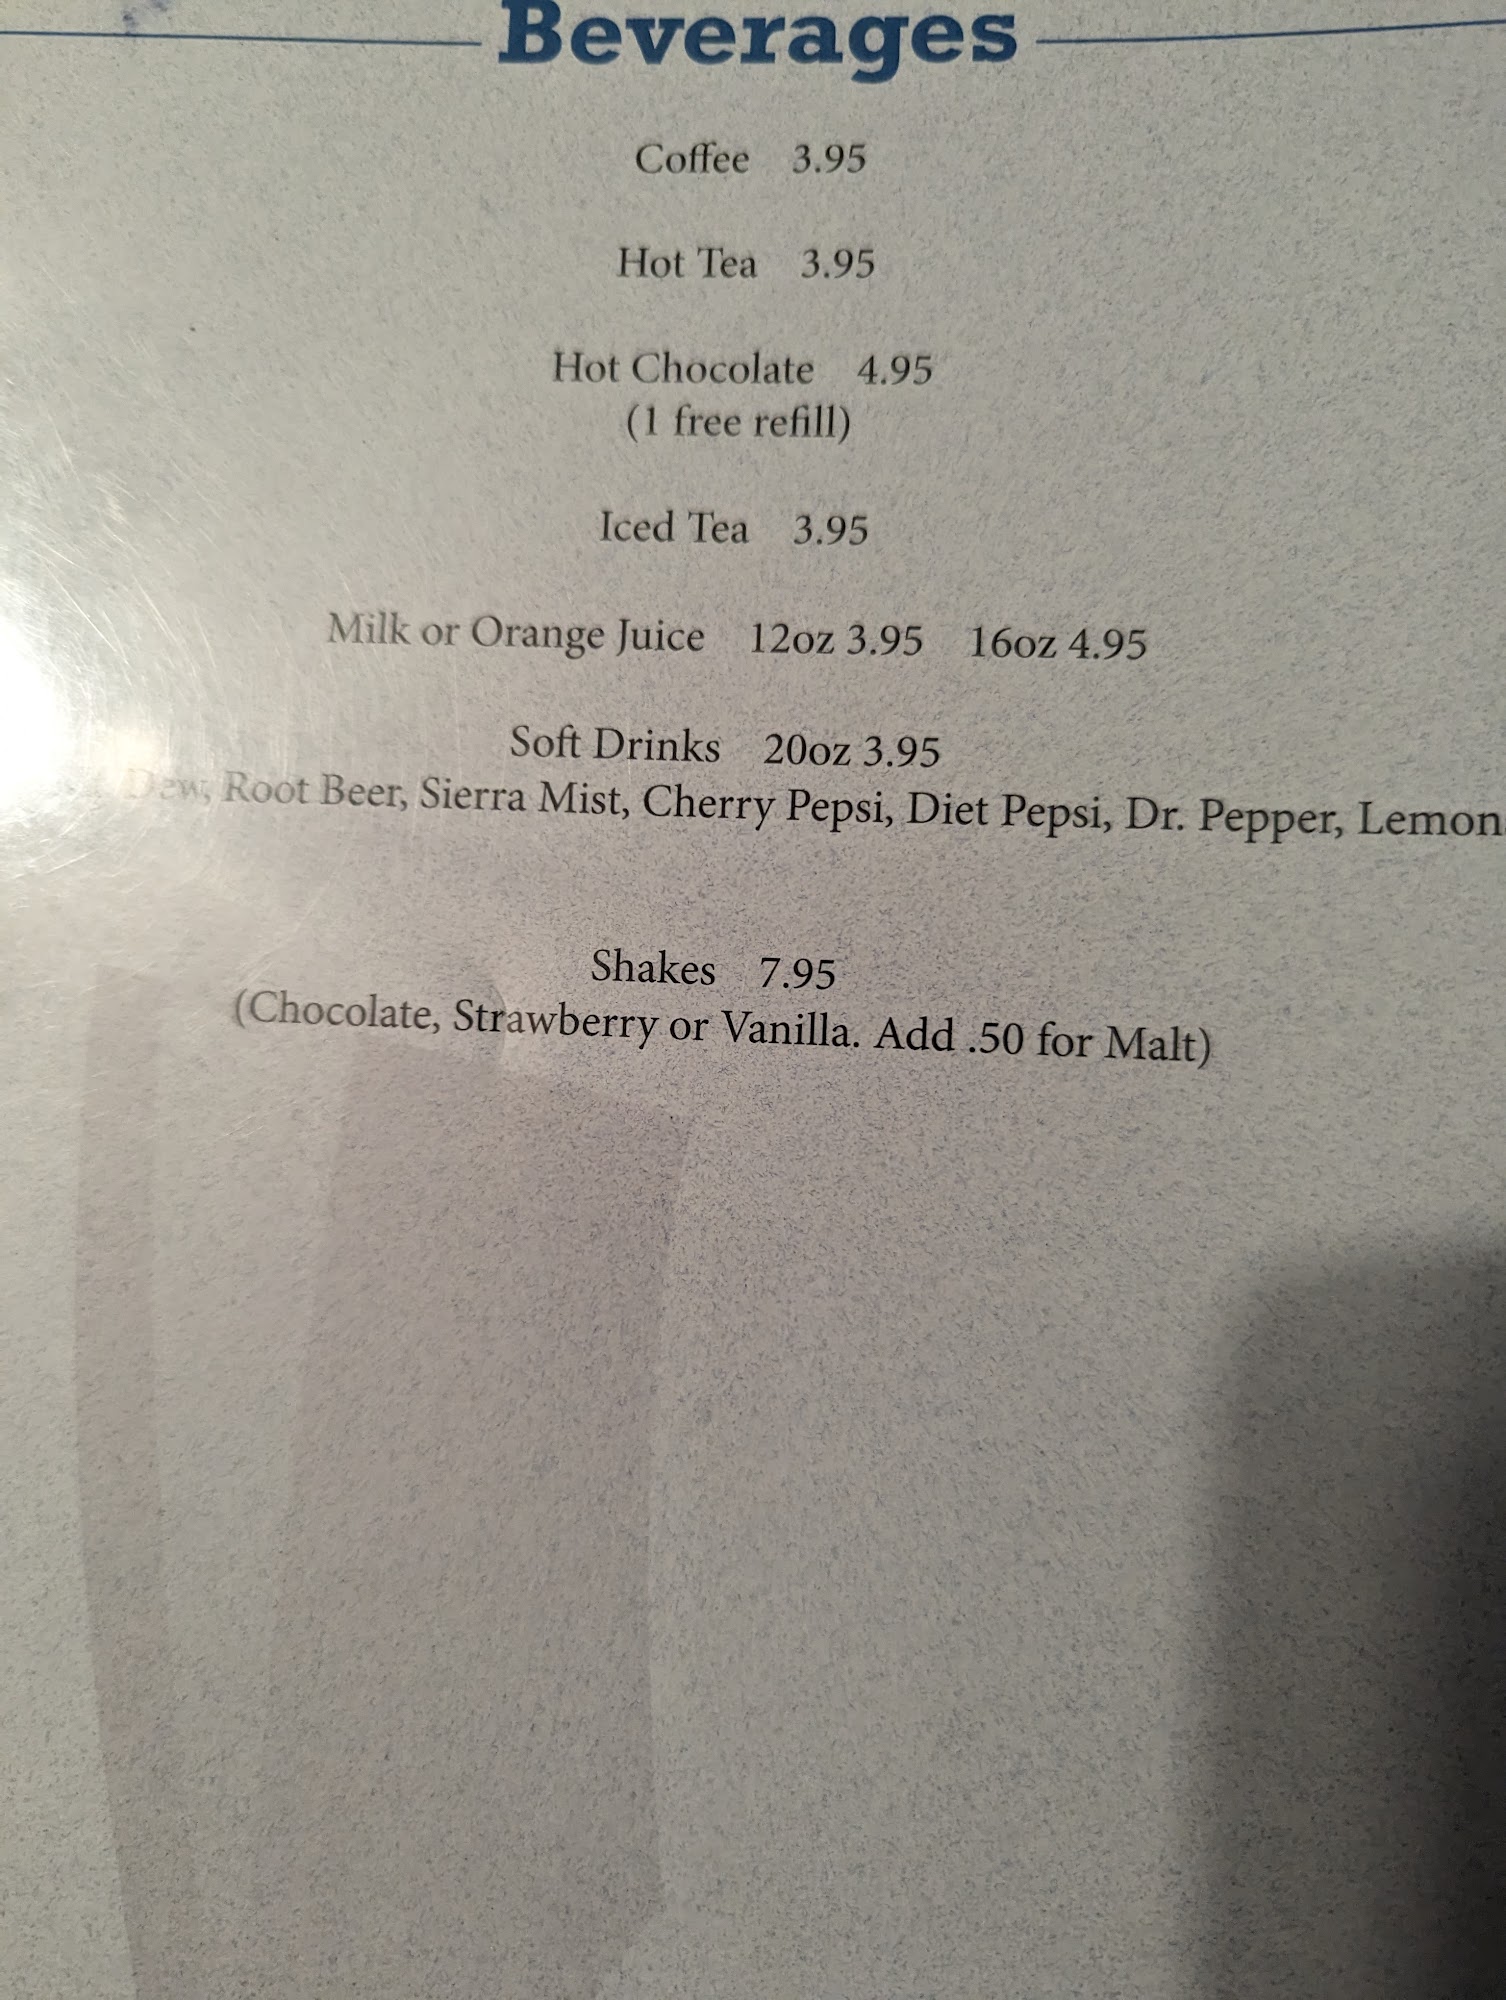 Beverages
Coffee 3.95
Hot Tea 3.95
Hot Chocolate 4.95
(1 free refill)
Iced Tea 3.95
Milk or Orange Juice 12oz 3.95 16oz 4.95
Soft Drinks 20oz 3.95
Dew, Root Beer, Sierra Mist, Cherry Pepsi, Diet Pepsi, Dr. Pepper, Lemon
Shakes 7.95
(Chocolate, Strawberry or Vanilla. Add .50 for Malt)